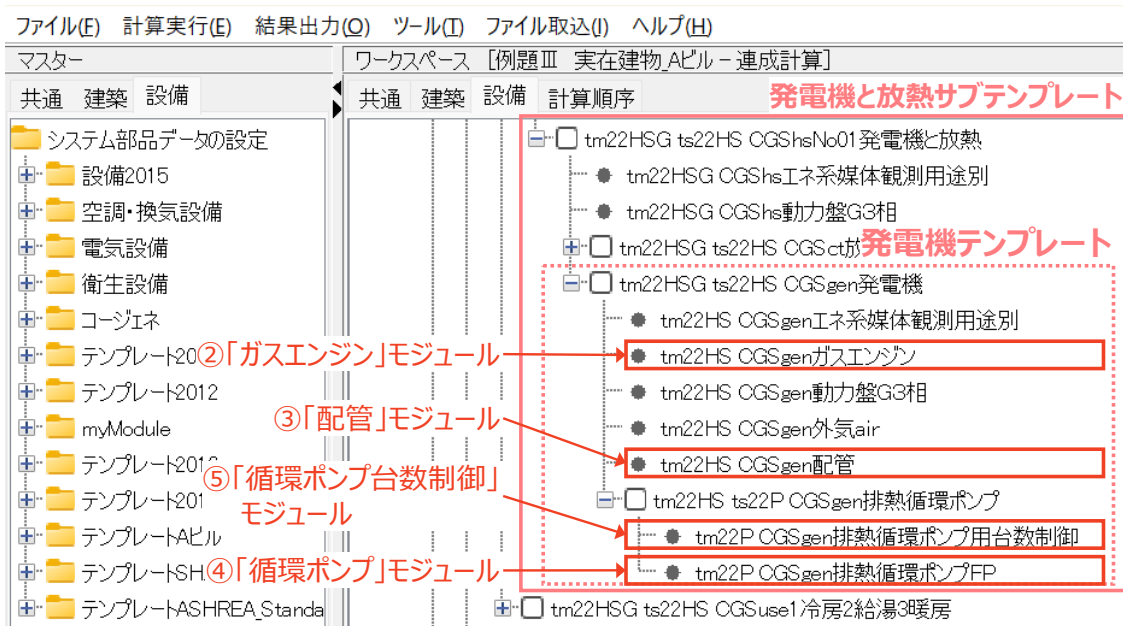 ファイル(F) 計算実行(E) 結果出力(O) ツール(T) ファイル取込(I) ヘルプ(H)
マスター
共通 建築 設備
システム部品データの設定
設備2015
空調・換気設備
電気設備
衛生設備
コージェネ
テンプレート20
テンプレート2012
myModule
テンプレート201
テンプレート201
テンプレートAビル
テンプレートSH
テンプレートASHREA_Standa
ワークスペース [例題Ⅲ 実在建物_Aビル − 連成計算]
共通 建築 設備 計算順序
発電機と放熱サブテンプレート
tm22HSG ts22HS CGShsNo01発電機と放熱
tm22HSG CGShsエネ系媒体観測用途別
tm22HSG CGShs動力盤G3相
tm22HSG ts22HS CGSct放
発電機テンプレート
tm22HSG ts22HS CGSgen発電機
tm22HS CGSgenエネ系媒体観測用途別
②「ガスエンジン」モジュール
tm22HS CGSgenガスエンジン
tm22HS CGSgen動力盤G3相
tm22HS CGSgen外気air
③「配管」モジュール
tm22HS CGSgen配管
tm22HS ts22P CGSgen排熱循環ポンプ
⑤「循環ポンプ台数制御」
モジュール
tm22P CGSgen排熱循環ポンプ用台数制御
④「循環ポンプ」モジュール
tm22P CGSgen排熱循環ポンプFP
tm22HSG ts22HS CGSuse1冷房2給湯3暖房